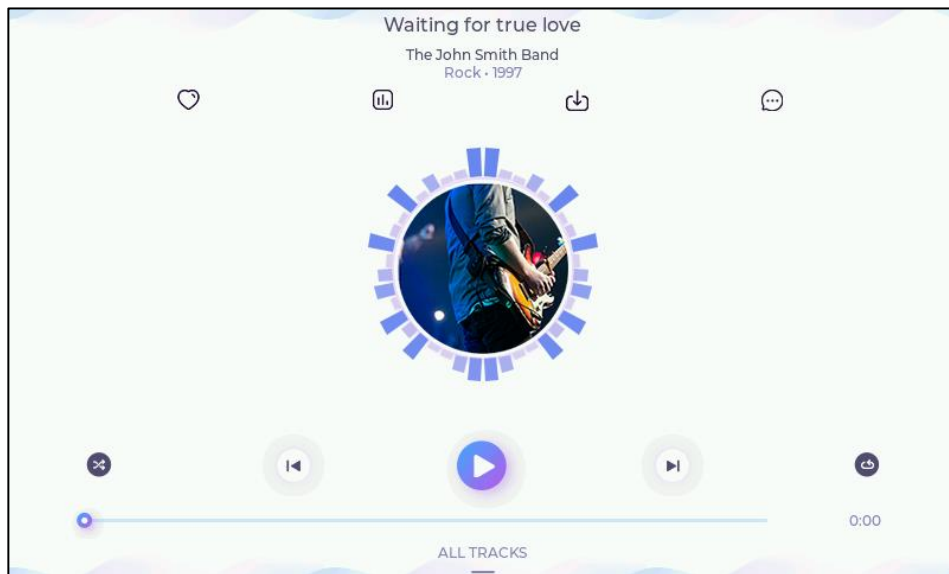 Waiting for true love
The John Smith Band
Rock • 1997
0:00
ALL TRACKS